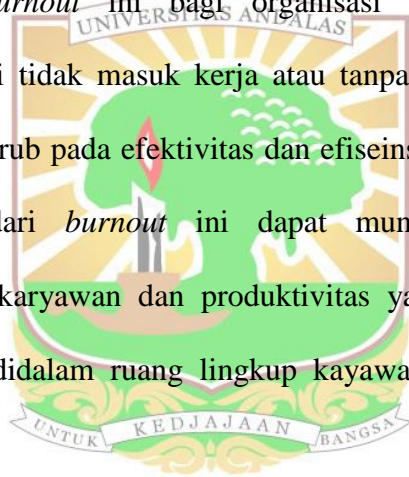 burnout ini bagi organisasi
UNIVERSITAS ANDALAS
i tidak masuk kerja atau tanpa
rub pada efektivitas dan efiseins
dari burnout ini dapat mun
karyawan dan produktivitas ya
didalam ruang lingkup kayawa
UNTUK KEDJAJAAN BANGSA